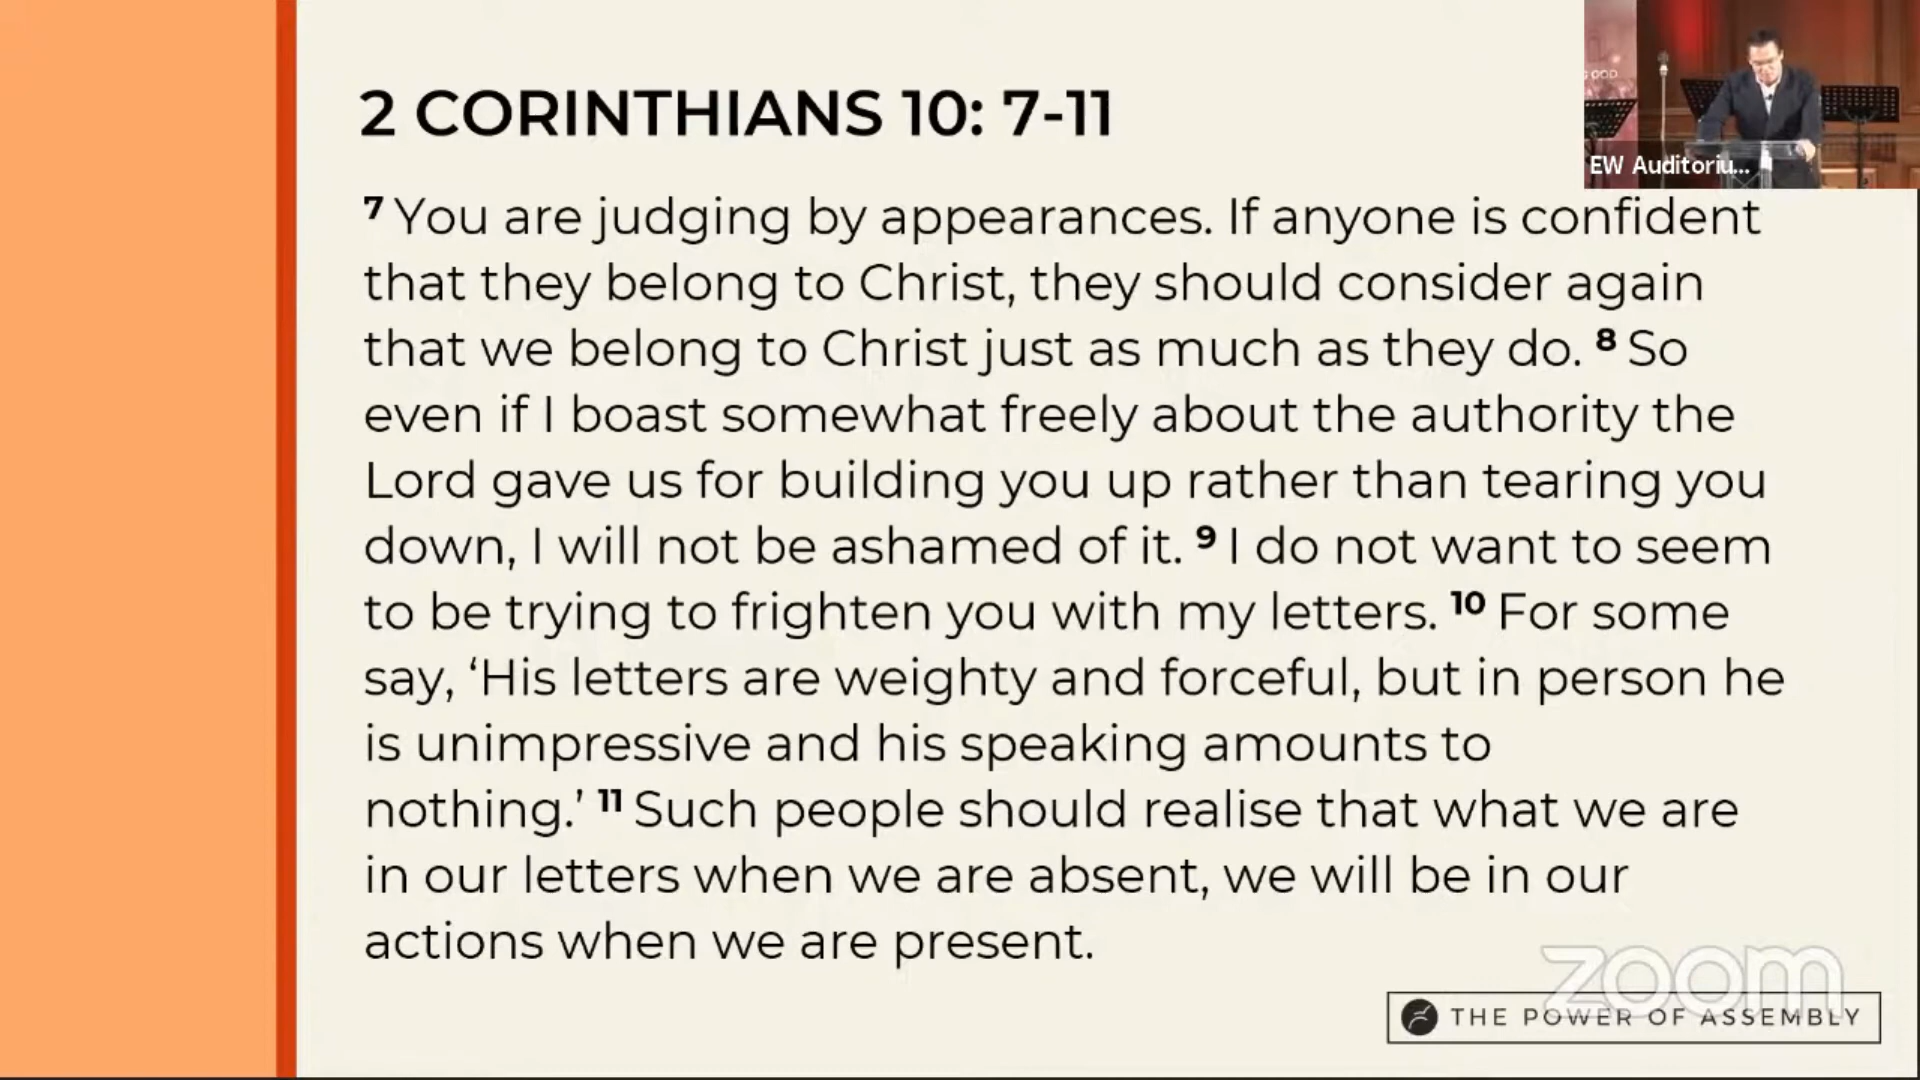 2 CORINTHIANS 10: 7-11
G GOD
EW Auditoriu...
7 You are judging by appearances. If anyone is confident
that they belong to Christ, they should consider again
that we belong to Christ just as much as they do. 8 So
even if I boast somewhat freely about the authority the
Lord gave us for building you up rather than tearing you
down, I will not be ashamed of it. 9 I do not want to seem
to be trying to frighten you with my letters. 10 For some
say, ‘His letters are weighty and forceful, but in person he
is unimpressive and his speaking amounts to
nothing.’ 11 Such people should realise that what we are
in our letters when we are absent, we will be in our
actions when we are present.
zoom
THE POWER OF ASSEMBLY